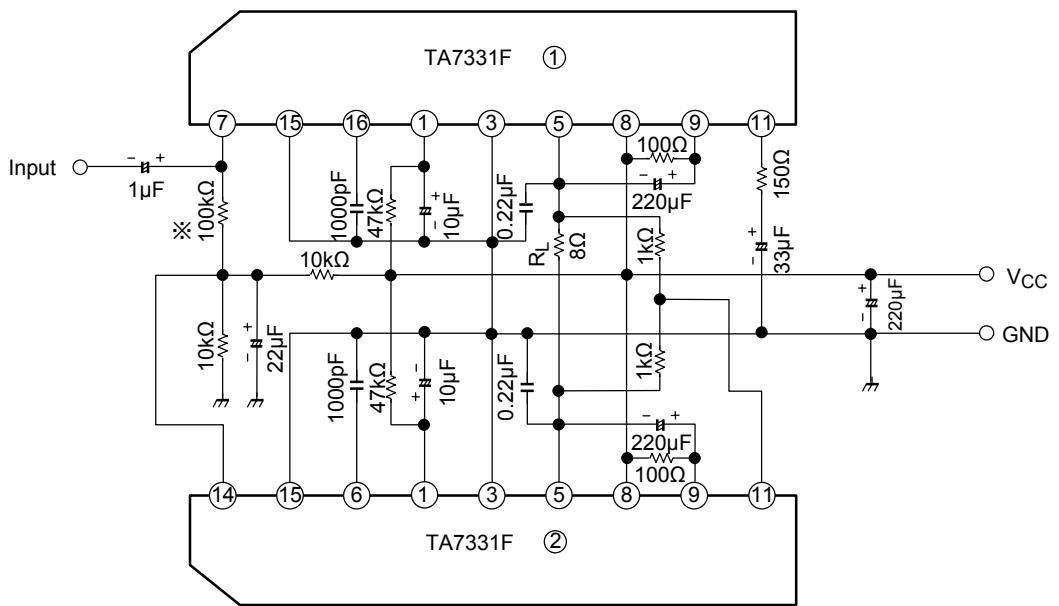 TA7331F ①
⑦ ⑮ ⑯ ① ③ ⑤ ⑧ ⑨ ⑪
Input
- +
1μF
※ 100kΩ
1000pF
47kΩ
+ - 10μF
0.22μF
100Ω
- +
220μF
150Ω
+ - 33μF
RL 8Ω
1kΩ
10kΩ
VCC
+ - 220μF
GND
10kΩ
+ - 22μF
1000pF
47kΩ
- + 10μF
0.22μF
1kΩ
- +
220μF
100Ω
⑭ ⑮ ⑥ ① ③ ⑤ ⑧ ⑨ ⑪
TA7331F ②